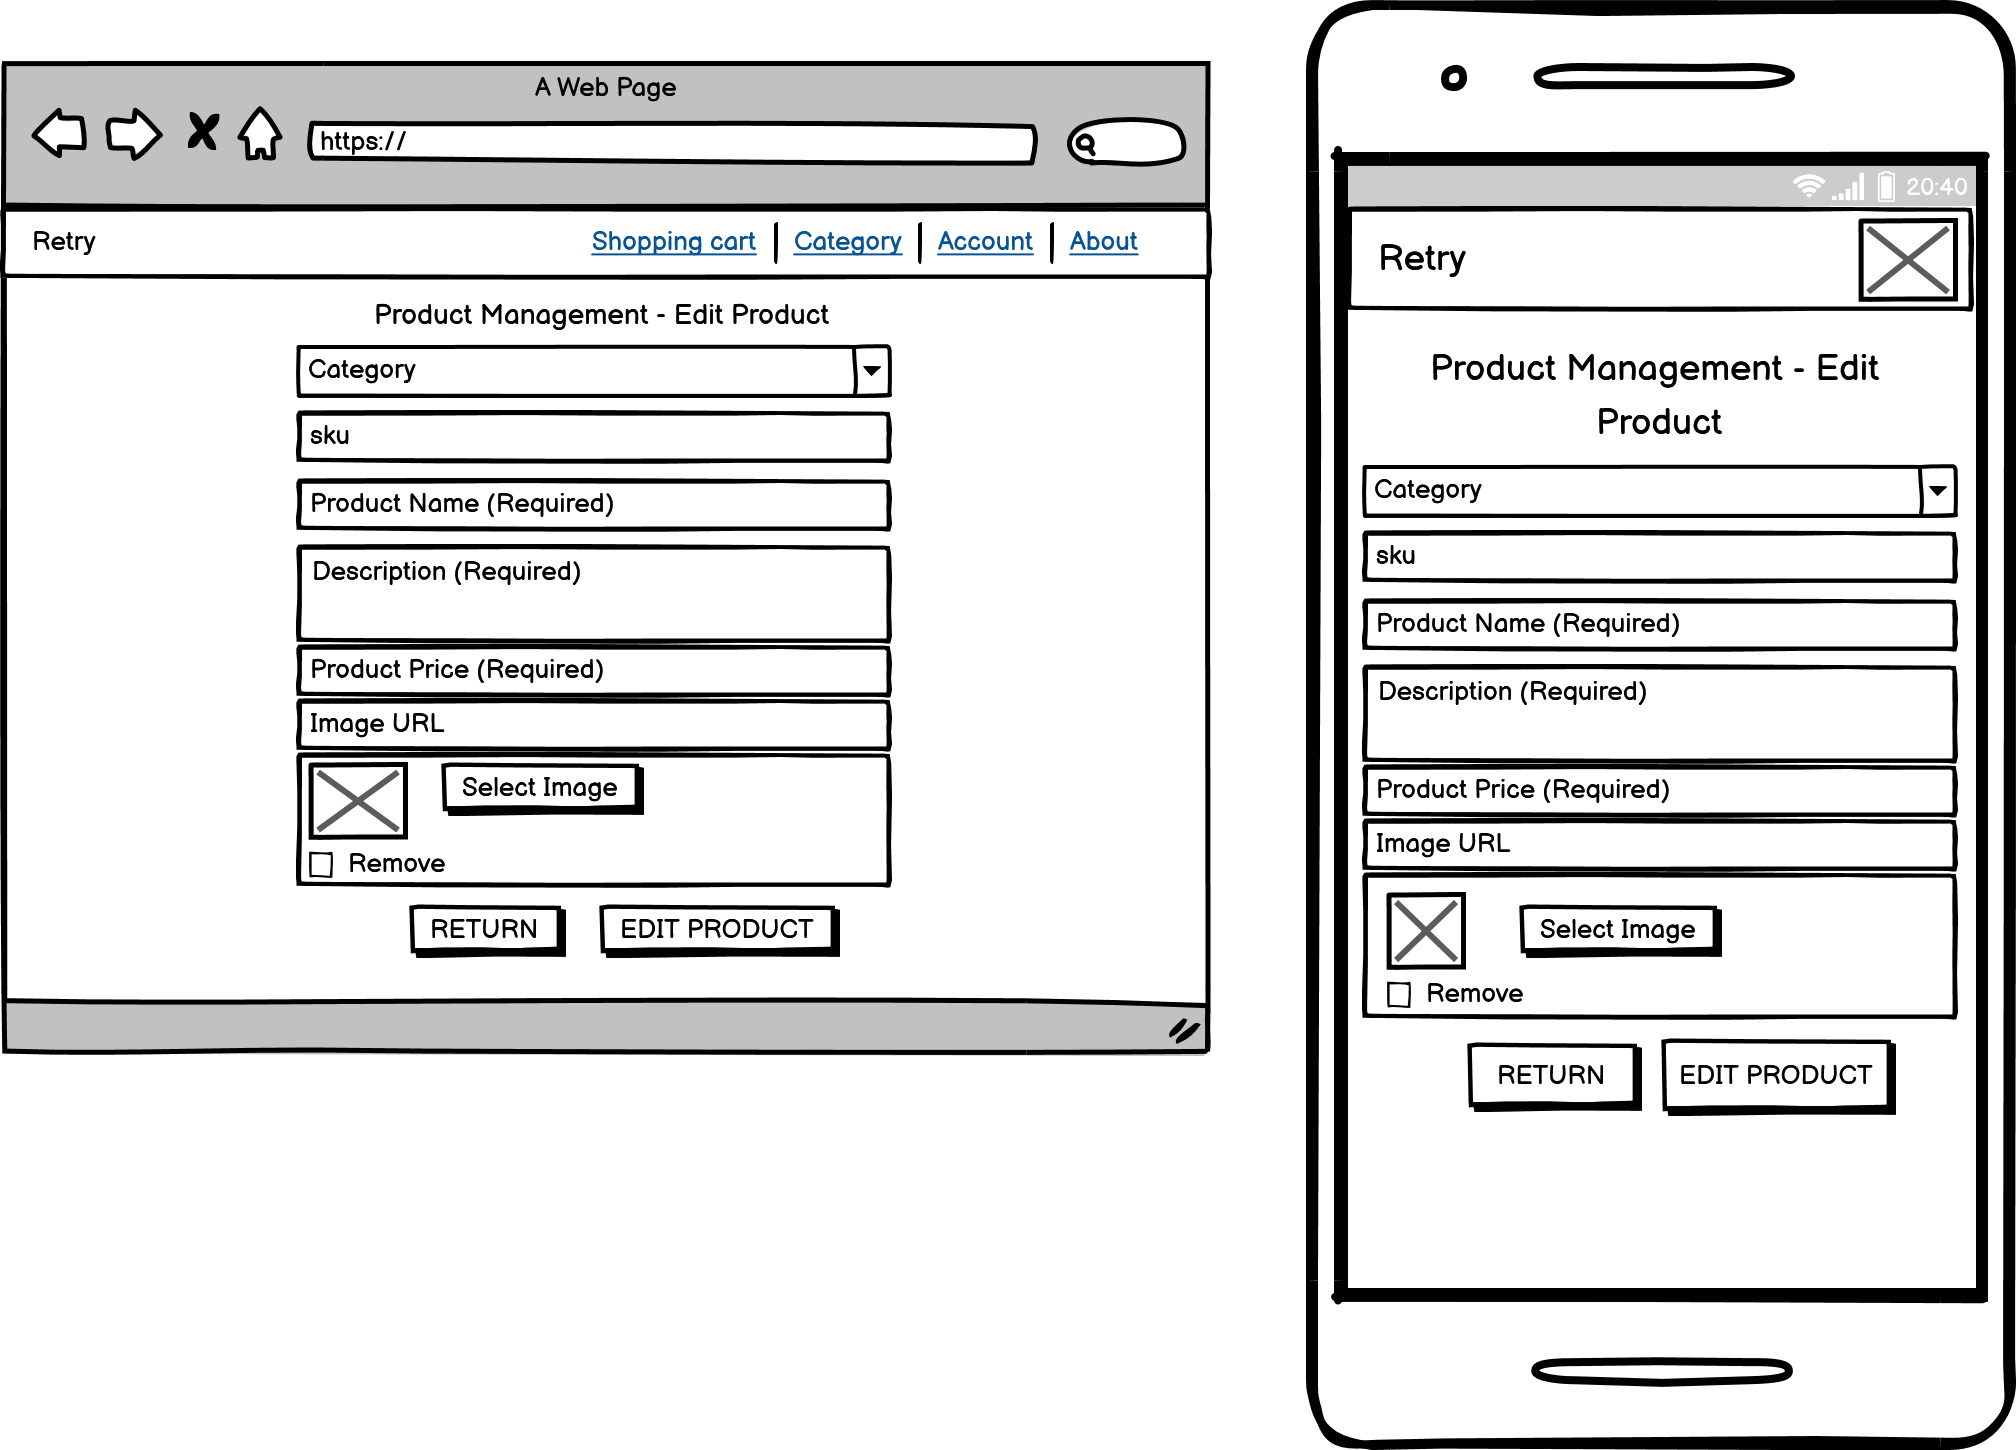 A Web Page
https://
Retry
Shopping cart
Category
Account
About
Product Management - Edit Product
Category
sku
Product Name (Required)
Description (Required)
Product Price (Required)
Image URL
Select Image
Remove
RETURN
EDIT PRODUCT
20:40
Retry
Product Management - Edit
Product
Category
sku
Product Name (Required)
Description (Required)
Product Price (Required)
Image URL
Select Image
Remove
RETURN
EDIT PRODUCT